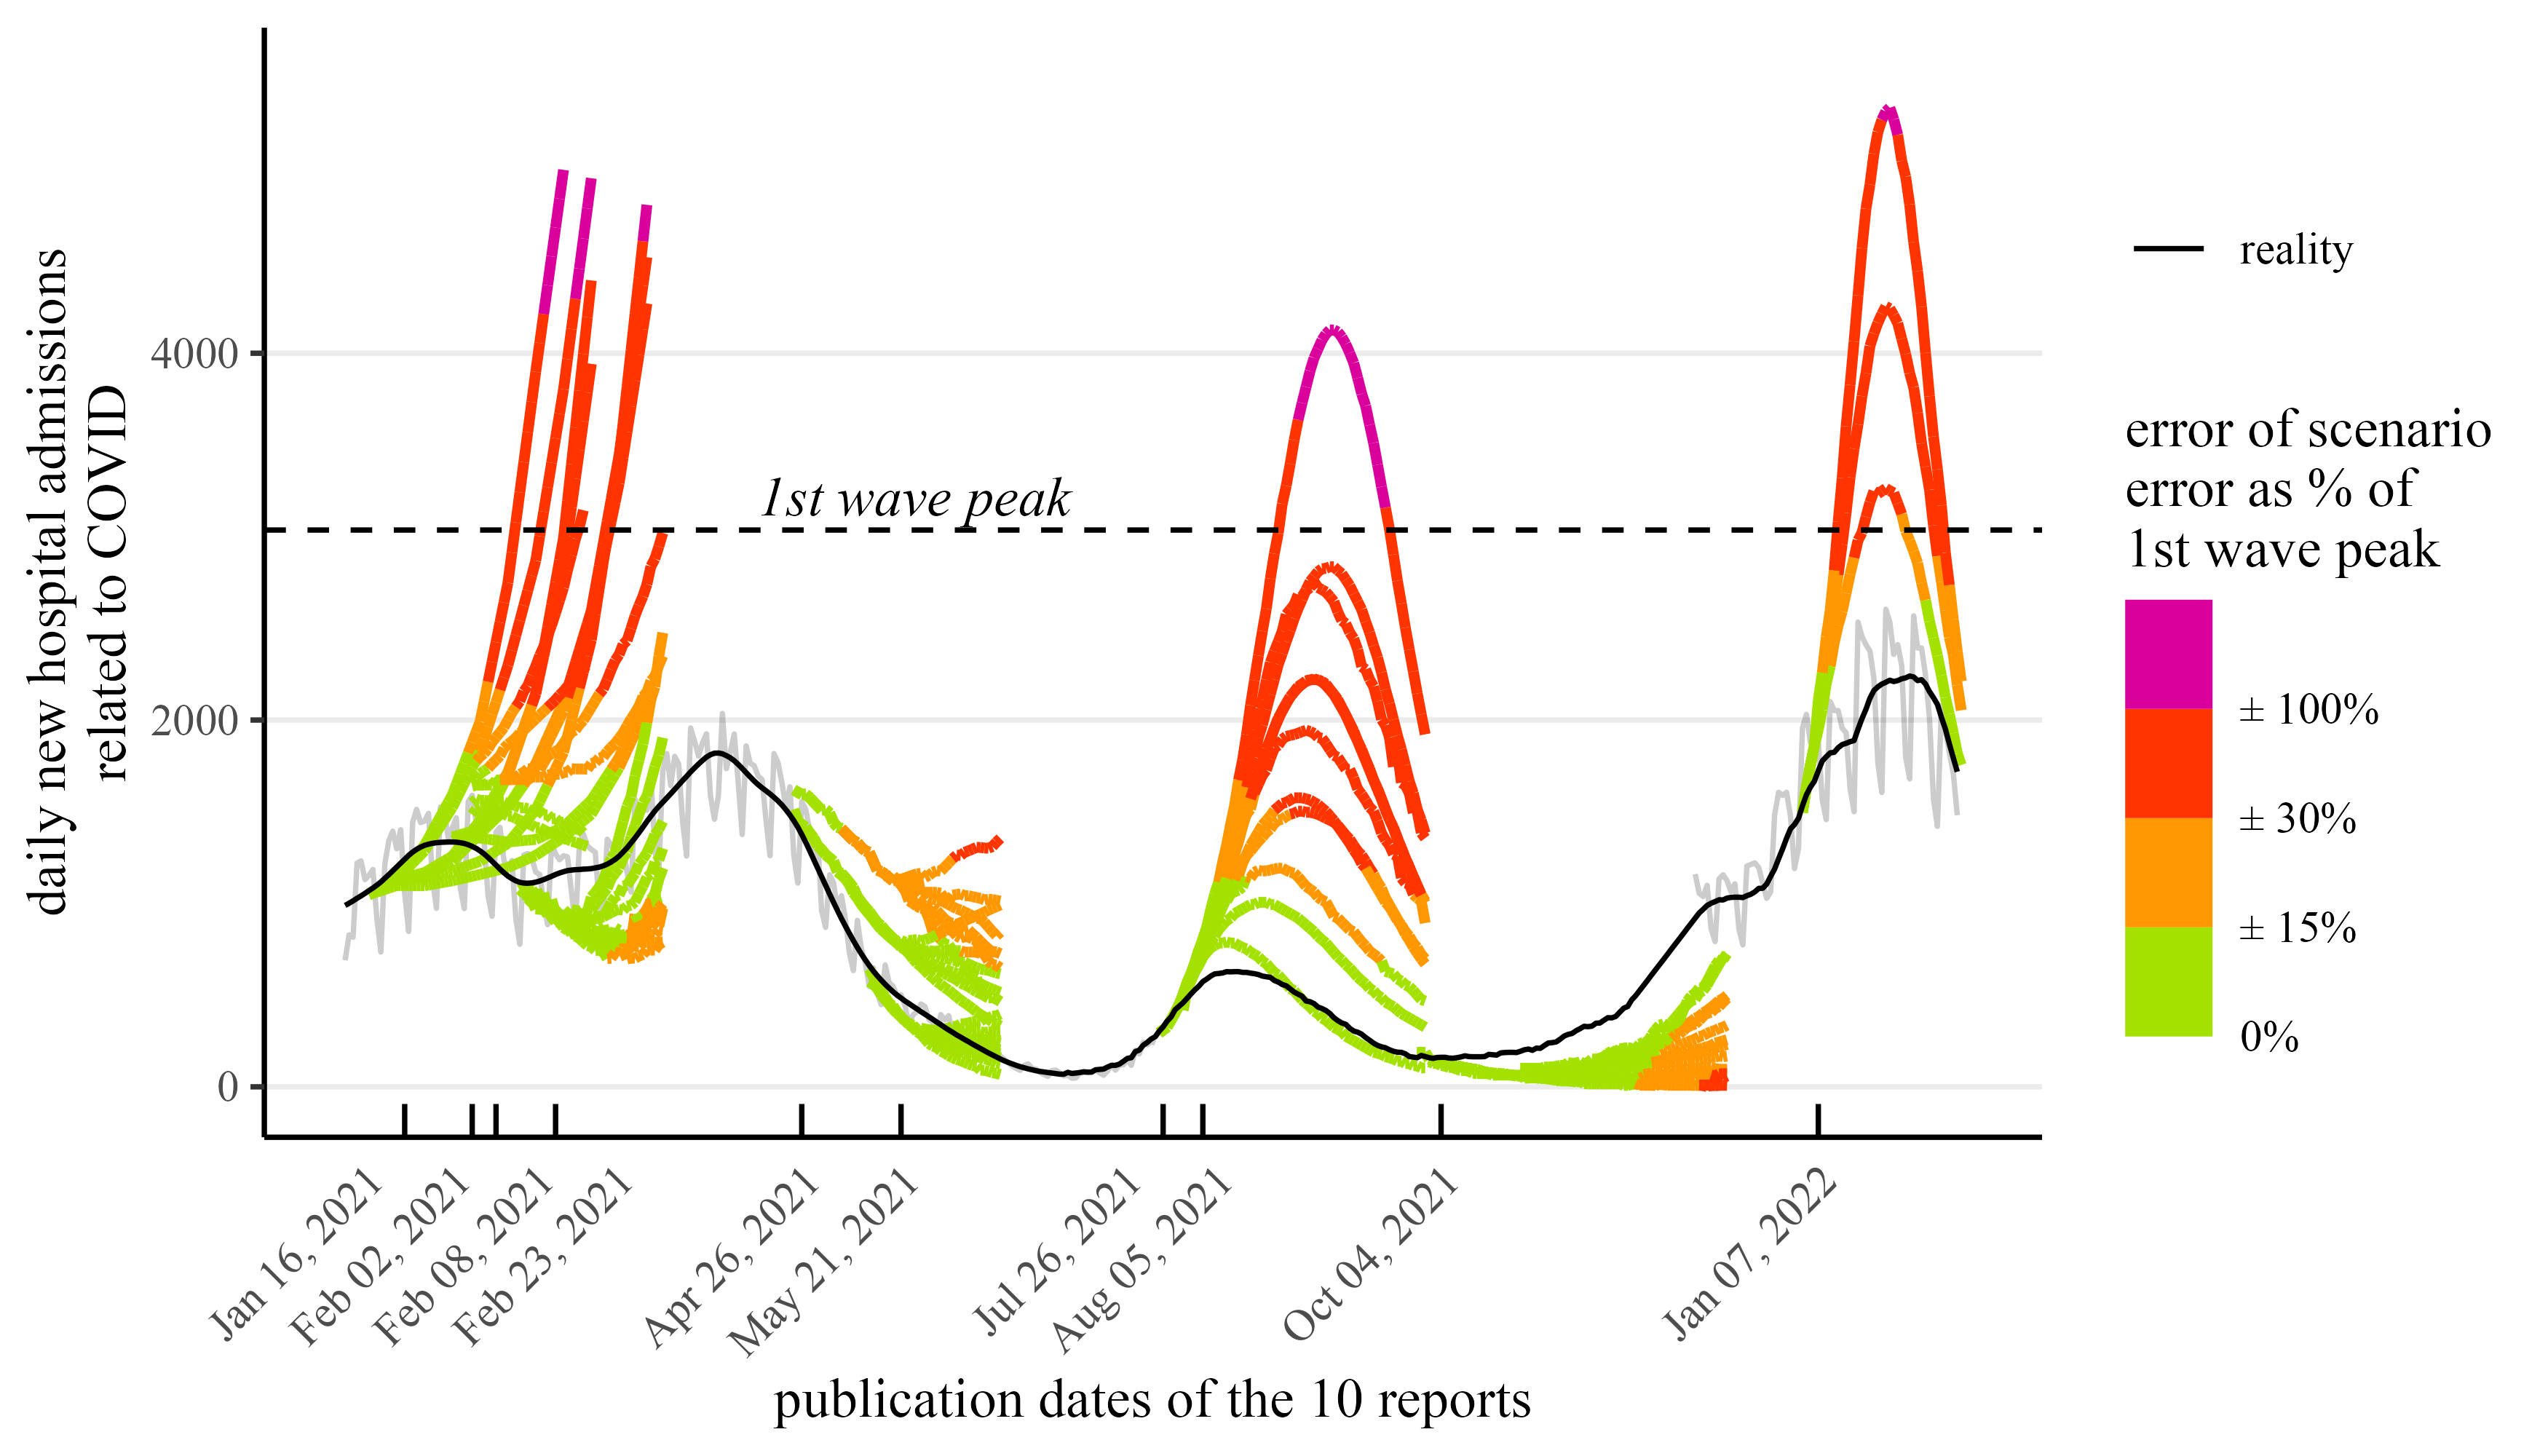 daily new hospital admissions
related to COVID
4000
2000
0
1st wave peak
Jan 16, 2021
Feb 02, 2021
Feb 08, 2021
Feb 23, 2021
Apr 26, 2021
May 21, 2021
Jul 26, 2021
Aug 05, 2021
Oct 04, 2021
Jan 07, 2022
publication dates of the 10 reports
reality
error of scenario
error as % of
1st wave peak
± 100%
± 30%
± 15%
0%